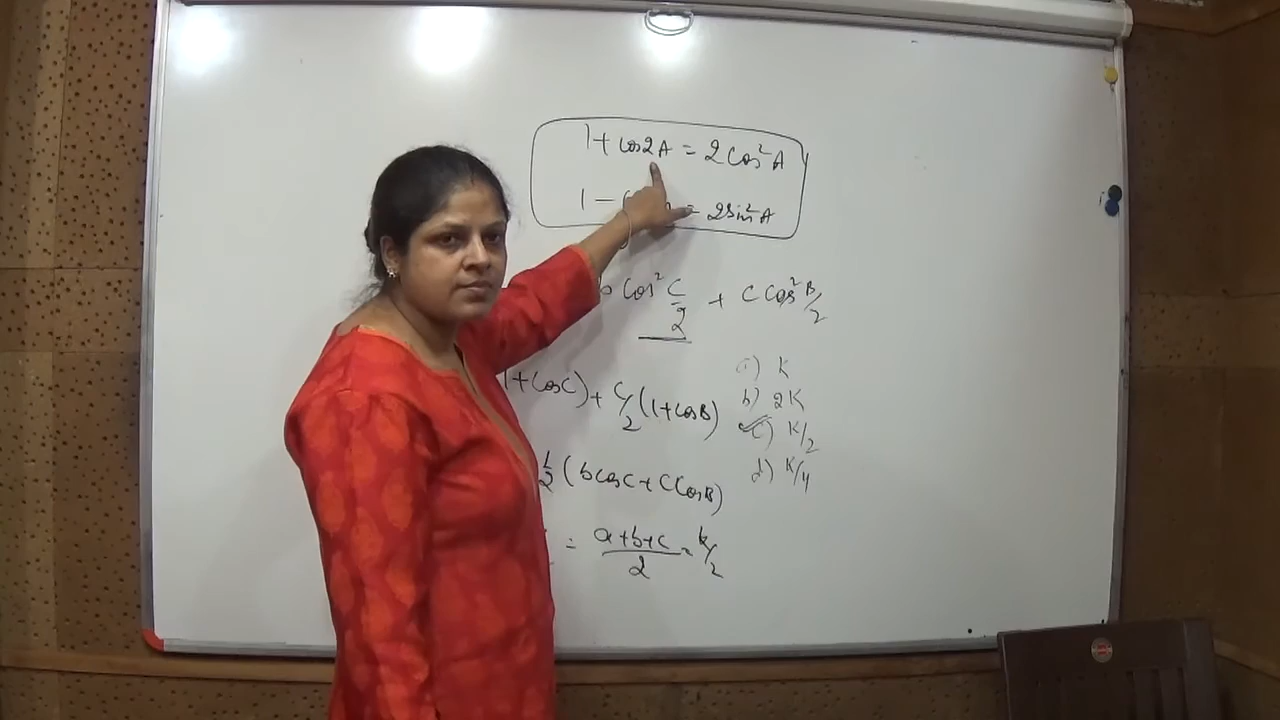 1 + cos2A = 2cos²A
1 - = 2sin²A
b cos² C/2 + c cos² B/2
1 + cosC) + c/2 (1 + cosB)
1/2 (b cosC + c cosB)
= a+b+c/2 = k/2
a) k
b) 2k
c) k/2
d) k/4